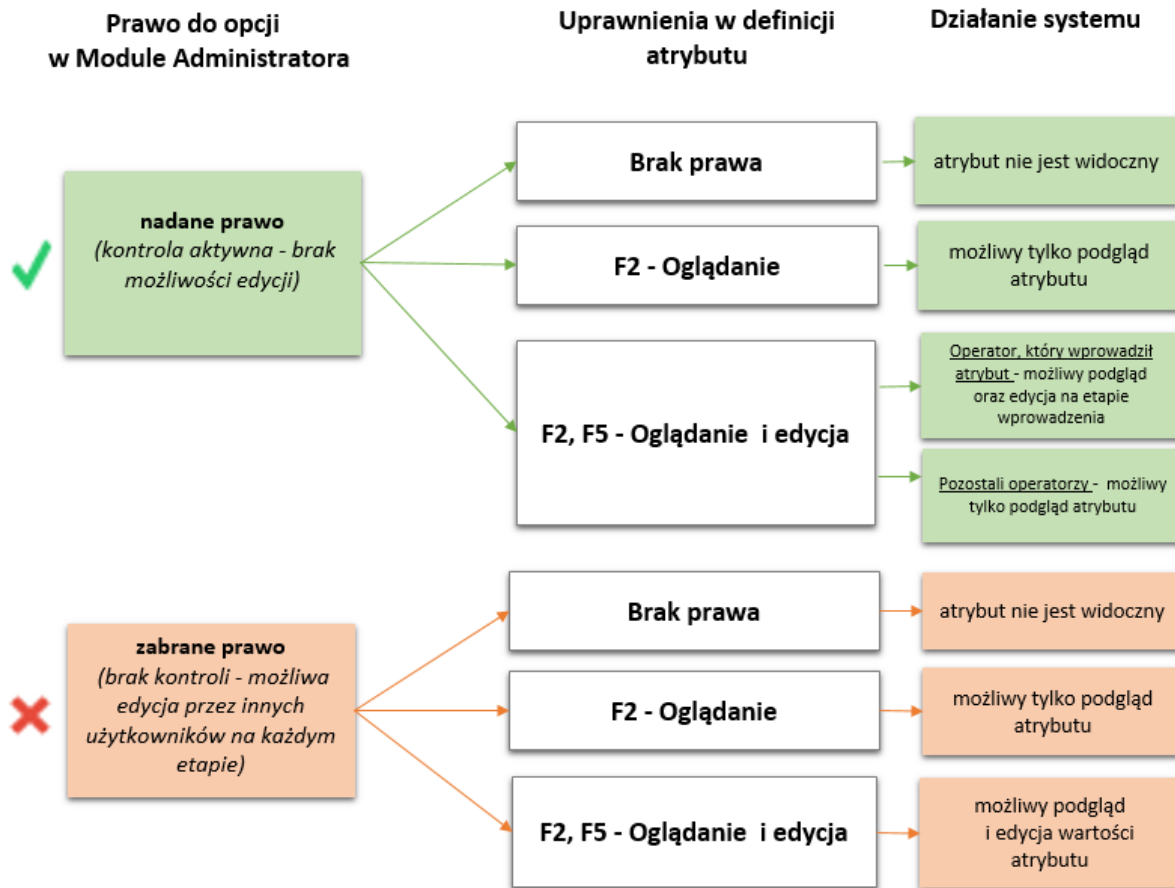 Prawo do opcji
w Module Administratora
Uprawnienia w definicji
atrybutu
Działanie systemu
nadane prawo
(kontrola aktywna - brak
możliwości edycji)
Brak prawa
atrybut nie jest widoczny
F2 - Oglądanie
możliwy tylko podgląd
atrybutu
F2, F5 - Oglądanie i edycja
Operator, który wprowadził
atrybut - możliwy podgląd
oraz edycja na etapie
wprowadzenia
Pozostali operatorzy - możliwy
tylko podgląd atrybutu
zabrane prawo
(brak kontroli - możliwa
edycja przez innych
użytkowników na każdym
etapie)
Brak prawa
atrybut nie jest widoczny
F2 - Oglądanie
możliwy tylko podgląd
atrybutu
F2, F5 - Oglądanie i edycja
możliwy podgląd
i edycja wartości
atrybutu